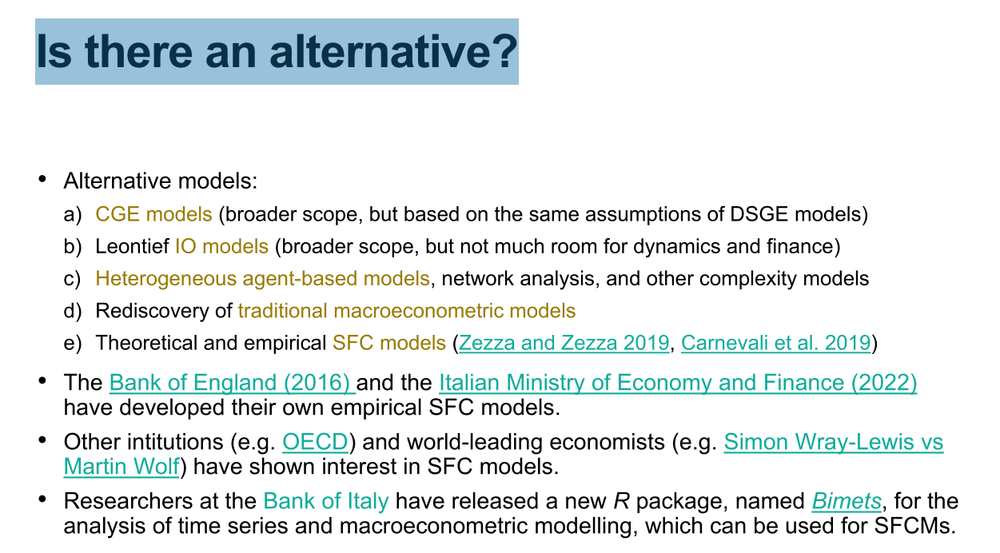 Is there an alternative?
• Alternative models:
a) CGE models (broader scope, but based on the same assumptions of DSGE models)
b) Leontief IO models (broader scope, but not much room for dynamics and finance)
c) Heterogeneous agent-based models, network analysis, and other complexity models
d) Rediscovery of traditional macroeconometric models
e) Theoretical and empirical SFC models (Zezza and Zezza 2019, Carnevali et al. 2019)
• The Bank of England (2016) and the Italian Ministry of Economy and Finance (2022)
have developed their own empirical SFC models.
• Other intitutions (e.g. OECD) and world-leading economists (e.g. Simon Wray-Lewis vs
Martin Wolf) have shown interest in SFC models.
• Researchers at the Bank of Italy have released a new R package, named Bimets, for the
analysis of time series and macroeconometric modelling, which can be used for SFCMs.